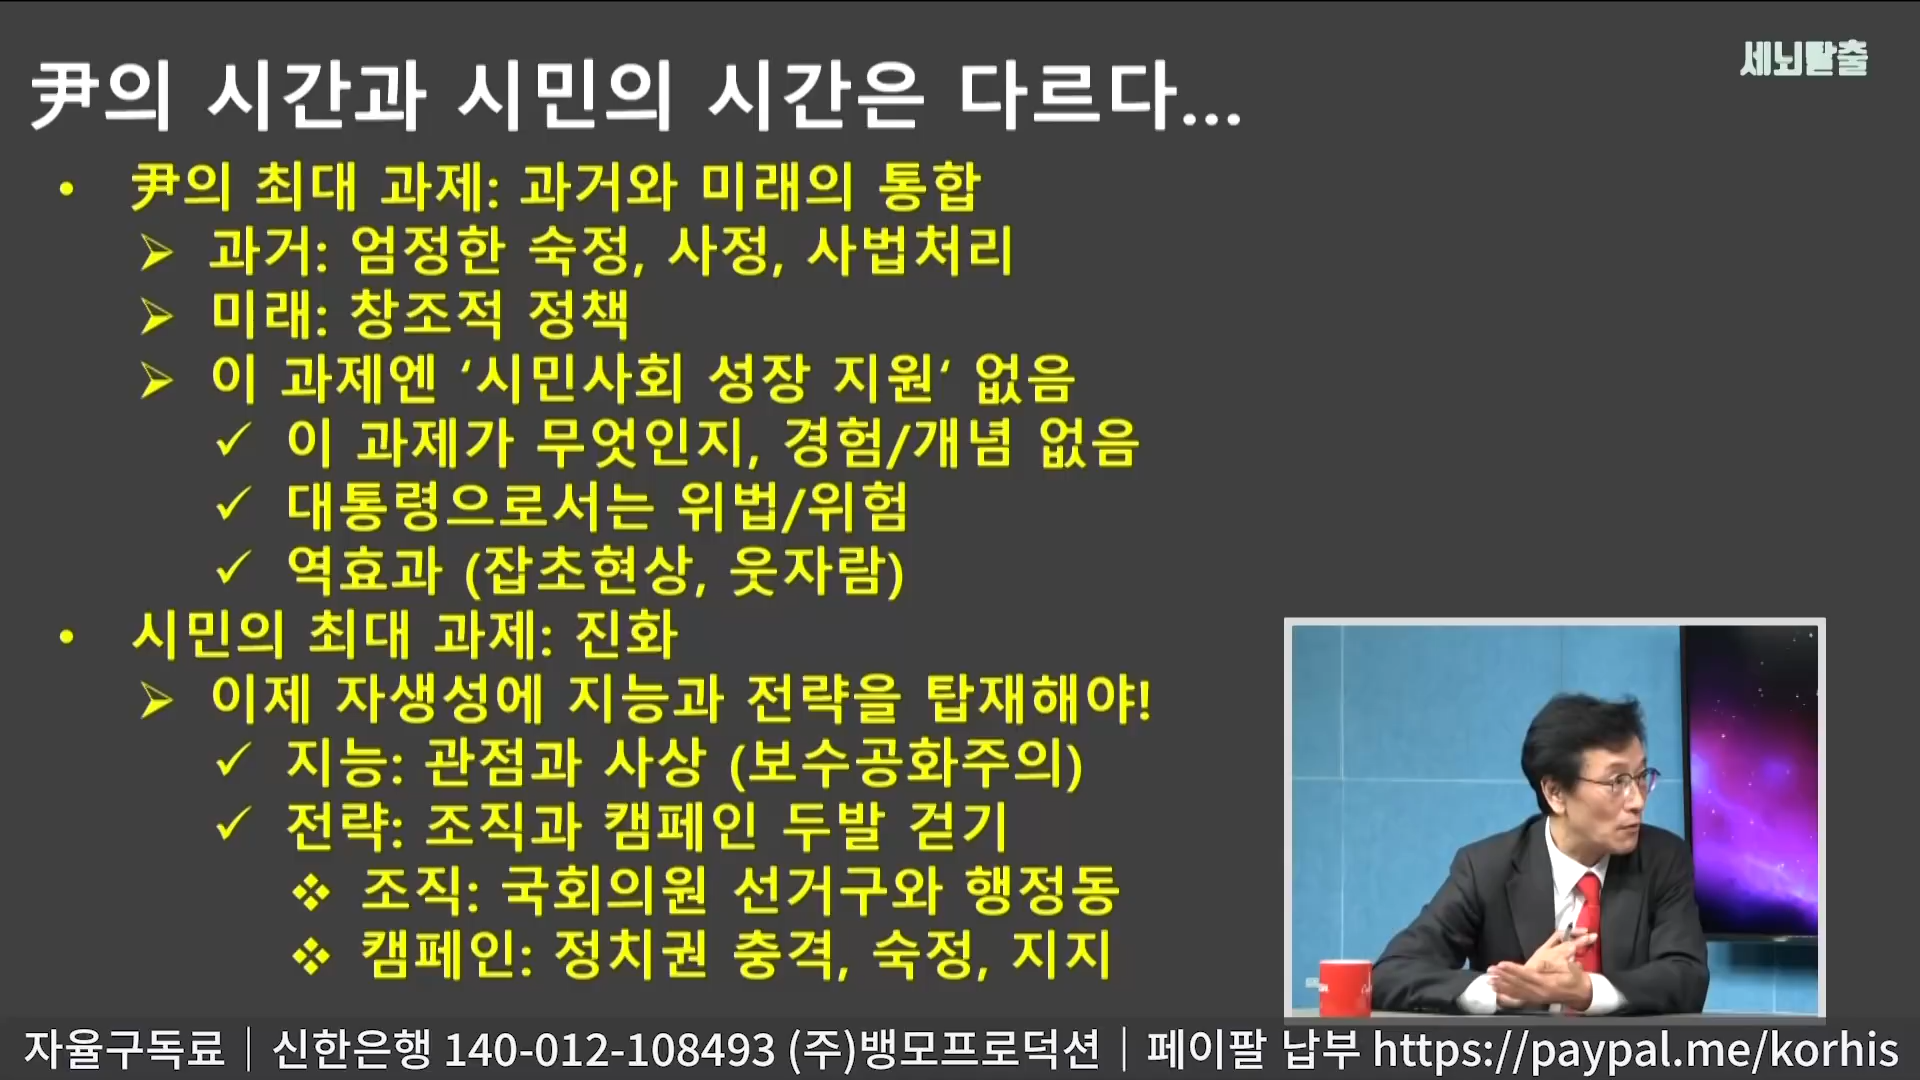 尹의 시간과 시민의 시간은 다르다...
세뇌탈출
• 尹의 최대 과제: 과거와 미래의 통합
➢ 과거: 엄정한 숙정, 사정, 사법처리
➢ 미래: 창조적 정책
➢ 이 과제엔 ‘시민사회 성장 지원‘ 없음
✓ 이 과제가 무엇인지, 경험/개념 없음
✓ 대통령으로서는 위법/위험
✓ 역효과 (잡초현상, 웃자람)
• 시민의 최대 과제: 진화
➢ 이제 자생성에 지능과 전략을 탑재해야!
✓ 지능: 관점과 사상 (보수공화주의)
✓ 전략: 조직과 캠페인 두발 걷기
❖ 조직: 국회의원 선거구와 행정동
❖ 캠페인: 정치권 충격, 숙정, 지지
자율구독료│신한은행 140-012-108493 (주)뱅모프로덕션│페이팔 납부 https://paypal.me/korhis